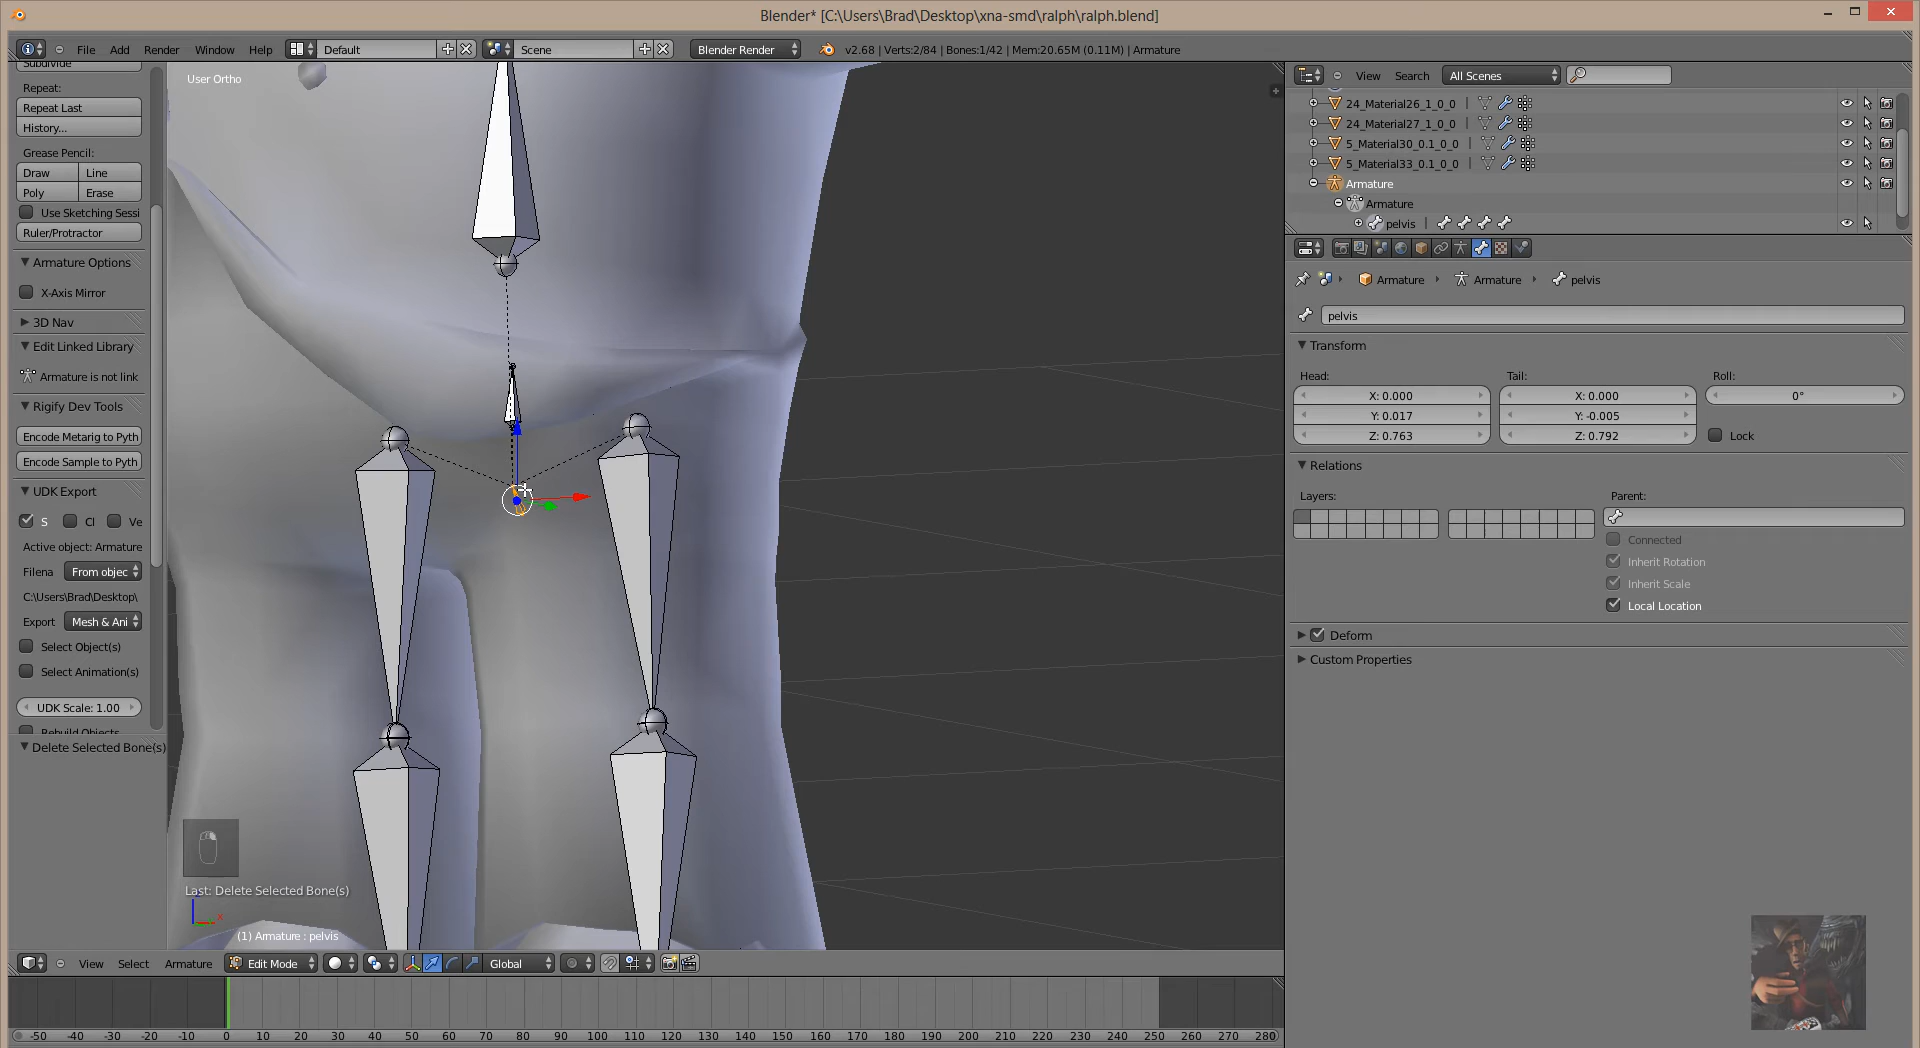 Blender* [C:\Users\Brad\Desktop\xna-smd\ralph\ralph.blend]
File Add Render Window Help Default Scene Blender Render v2.68 | Verts:2/84 | Bones:1/42 | Mem:20.65M (0.11M) | Armature
Subdivide
Repeat:
Repeat Last
History...
Grease Pencil:
Draw Line
Poly Erase
Use Sketching Sessi
Ruler/Protractor
Armature Options
X-Axis Mirror
3D Nav
Edit Linked Library
Armature is not link
Rigify Dev Tools
Encode Metarig to Pyth
Encode Sample to Pyth
UDK Export
S Cl Ve
Active object: Armature
Filena From objec
C:\Users\Brad\Desktop\
Export Mesh & Ani
Select Object(s)
Select Animation(s)
UDK Scale: 1.00
Rebuild Objects
Delete Selected Bone(s)
User Ortho
Last: Delete Selected Bone(s)
x
(1) Armature : pelvis
View Select Armature Edit Mode Global
-50 -40 -30 -20 -10 0 10 20 30 40 50 60 70 80 90 100 110 120 130 140 150 160 170 180 190 200 210 220 230 240 250 260 270 280
View Search All Scenes
24_Material26_1_0_0
24_Material27_1_0_0
5_Material30_0.1_0_0
5_Material33_0.1_0_0
Armature
Armature
pelvis
Armature Armature pelvis
pelvis
Transform
Head: Tail: Roll:
X: 0.000 X: 0.000 0°
Y: 0.017 Y: -0.005
Z: 0.763 Z: 0.792 Lock
Relations
Layers: Parent:
Connected
Inherit Rotation
Inherit Scale
Local Location
Deform
Custom Properties